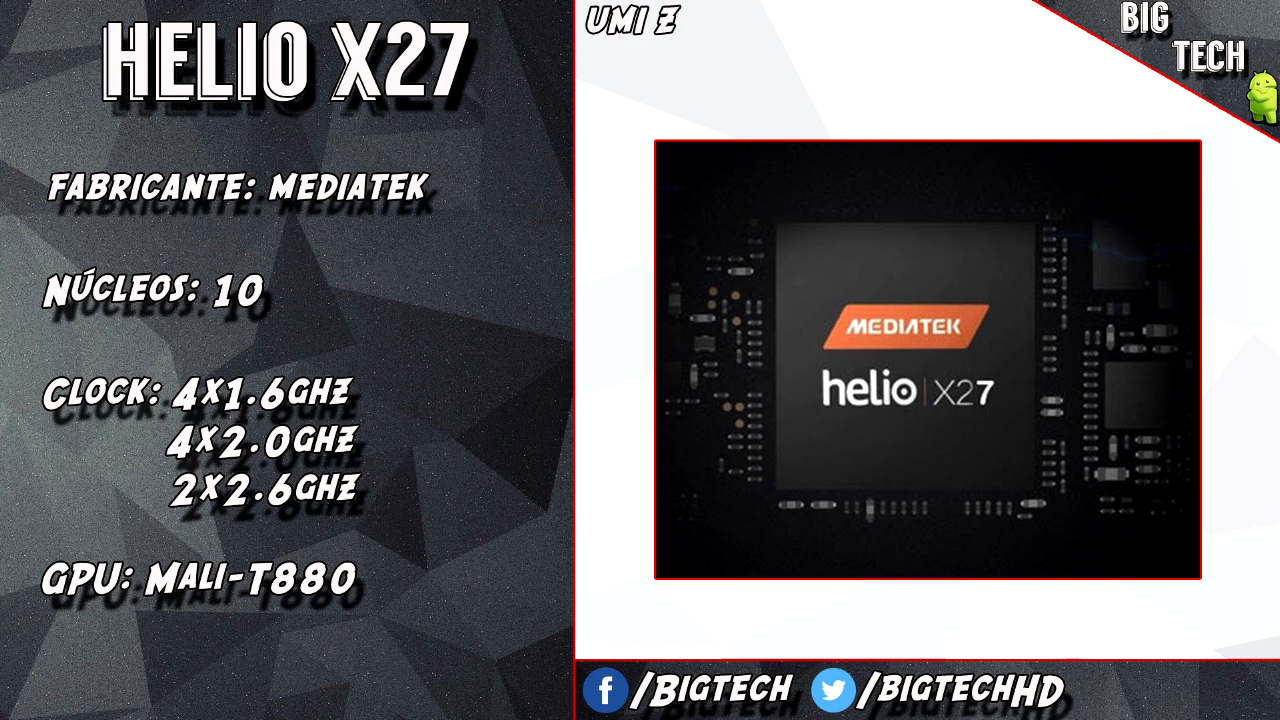 HELIO X27
FABRICANTE: MEDIATEK
NÚCLEOS: 10
CLOCK: 4X1.6GHZ
4X2.0GHZ
2X2.6GHZ
GPU: MALI-T880
UMI Z
BIG
TECH
MEDIATEK
helio X27
/BIGTECH
/BIGTECHHD